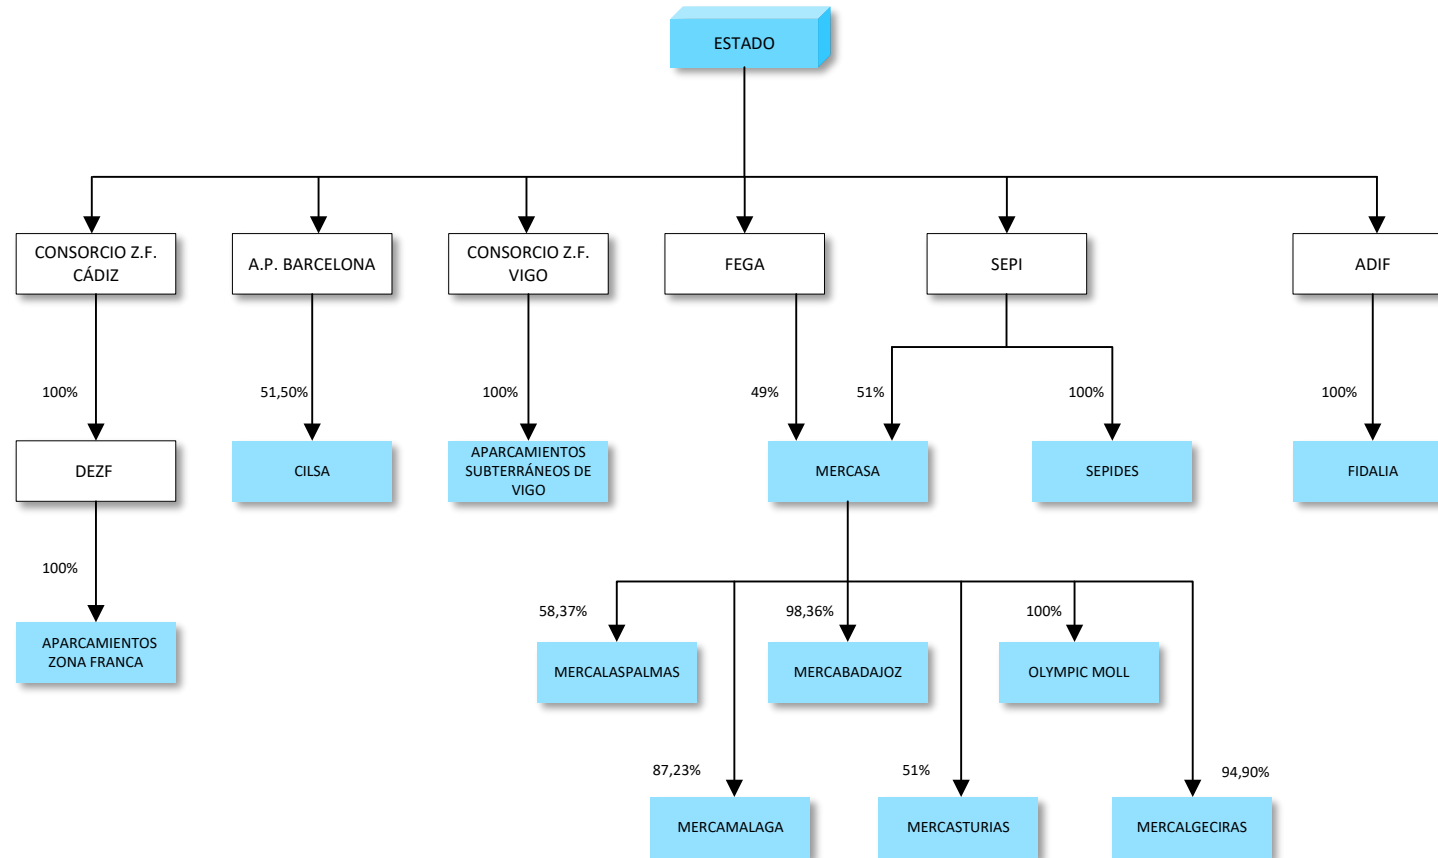 ESTADO
CONSORCIO Z.F.
CÁDIZ
A.P. BARCELONA
CONSORCIO Z.F.
VIGO
FEGA
SEPI
ADIF
100%
51,50%
100%
49%
51%
100%
100%
DEZF
CILSA
APARCAMIENTOS
SUBTERRÁNEOS DE
VIGO
MERCASA
SEPIDES
FIDALIA
100%
APARCAMIENTOS
ZONA FRANCA
58,37%
98,36%
100%
MERCALASPALMAS
MERCABADAJOZ
OLYMPIC MOLL
87,23%
51%
94,90%
MERCAMALAGA
MERCASTURIAS
MERCALGECIRAS